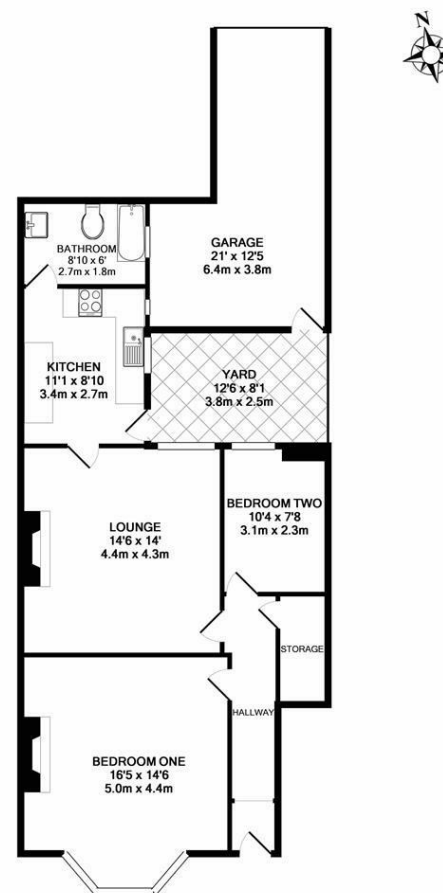 N
BATHROOM
8'10 x 6'
2.7m x 1.8m
GARAGE
21' x 12'5
6.4m x 3.8m
KITCHEN
11'1 x 8'10
3.4m x 2.7m
YARD
12'6 x 8'1
3.8m x 2.5m
BEDROOM TWO
10'4 x 7'8
3.1m x 2.3m
LOUNGE
14'6 x 14'
4.4m x 4.3m
STORAGE
HALLWAY
BEDROOM ONE
16'5 x 14'6
5.0m x 4.4m